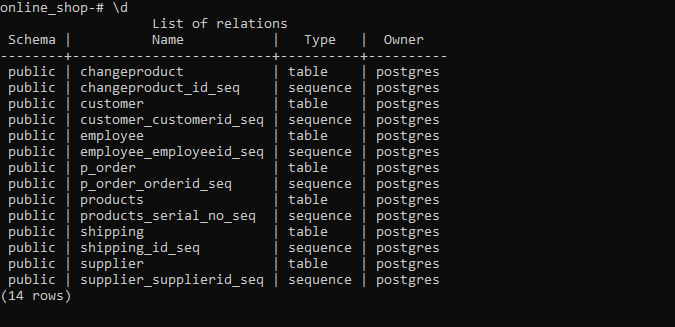 online_shop-# \d
                   List of relations
 Schema |          Name           |   Type   |  Owner
--------+-------------------------+----------+----------
 public | changeproduct           | table    | postgres
 public | changeproduct_id_seq    | sequence | postgres
 public | customer                | table    | postgres
 public | customer_customerid_seq | sequence | postgres
 public | employee                | table    | postgres
 public | employee_employeeid_seq | sequence | postgres
 public | p_order                 | table    | postgres
 public | p_order_orderid_seq     | sequence | postgres
 public | products                | table    | postgres
 public | products_serial_no_seq  | sequence | postgres
 public | shipping                | table    | postgres
 public | shipping_id_seq         | sequence | postgres
 public | supplier                | table    | postgres
 public | supplier_supplierid_seq | sequence | postgres
(14 rows)